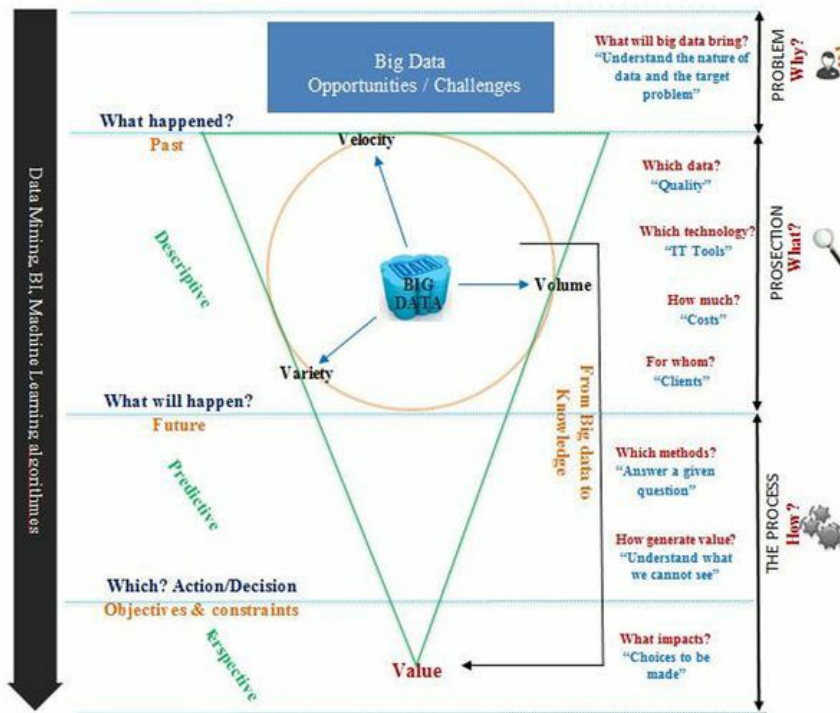 Big Data
Opportunities / Challenges
What will big data bring?
“Understand the nature of
data and the target
problem”
PROBLEM
Why?
What happened?
Past
Velocity
Which data?
“Quality”
Descriptive
DATA
BIG
DATA
Volume
Which technology?
“IT Tools”
PROSECTION
What?
How much?
“Costs”
Variety
For whom?
“Clients”
Data Mining, BI, Machine Learning algorithmes
What will happen?
Future
From Big data to
Knowledge
Predictive
Which methods?
“Answer a given
question”
THE PROCESS
How?
How generate value?
“Understand what
we cannot see”
Which? Action/Decision
Objectives & constraints
erspective
Value
What impacts?
“Choices to be
made”